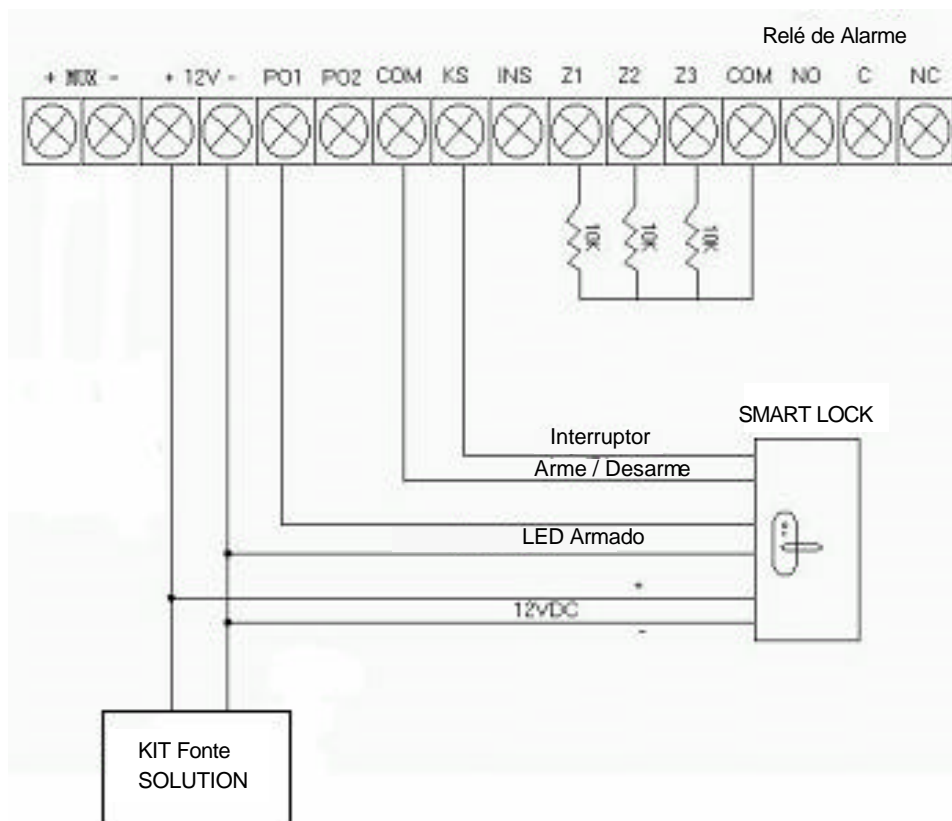 Relé de Alarme
+ MUX - + 12V - PO1 PO2 COM KS INS Z1 Z2 Z3 COM NO C NC
10K 10K 10K
SMART LOCK
Interruptor
Arme / Desarme
LED Armado
+
12VDC
-
KIT Fonte
SOLUTION